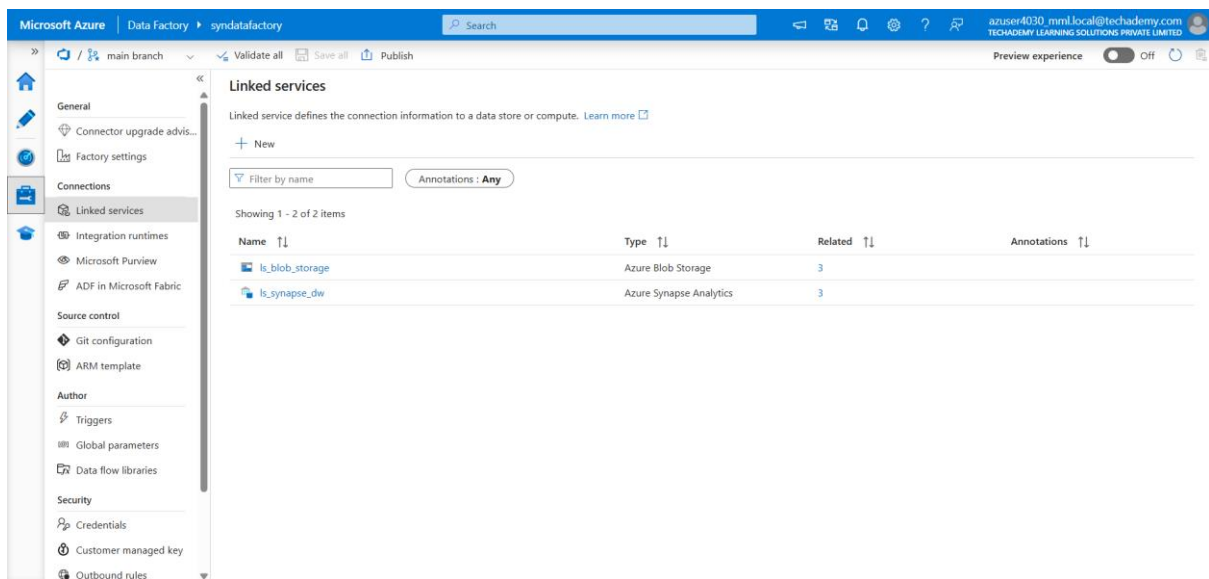 Microsoft Azure | Data Factory ▸ syndatafactory
Search
azuser4030_mml.local@techademy.com
TECHADEMY LEARNING SOLUTIONS PRIVATE LIMITED
» / main branch
Validate all Save all Publish
Preview experience Off
«
General
Connector upgrade advis...
Factory settings
Connections
Linked services
Integration runtimes
Microsoft Purview
ADF in Microsoft Fabric
Source control
Git configuration
ARM template
Author
Triggers
Global parameters
Data flow libraries
Security
Credentials
Customer managed key
Outbound rules
Linked services
Linked service defines the connection information to a data store or compute. Learn more
+ New
Filter by name Annotations : Any
Showing 1 - 2 of 2 items
Name Type Related Annotations
ls_blob_storage Azure Blob Storage 3
ls_synapse_dw Azure Synapse Analytics 3